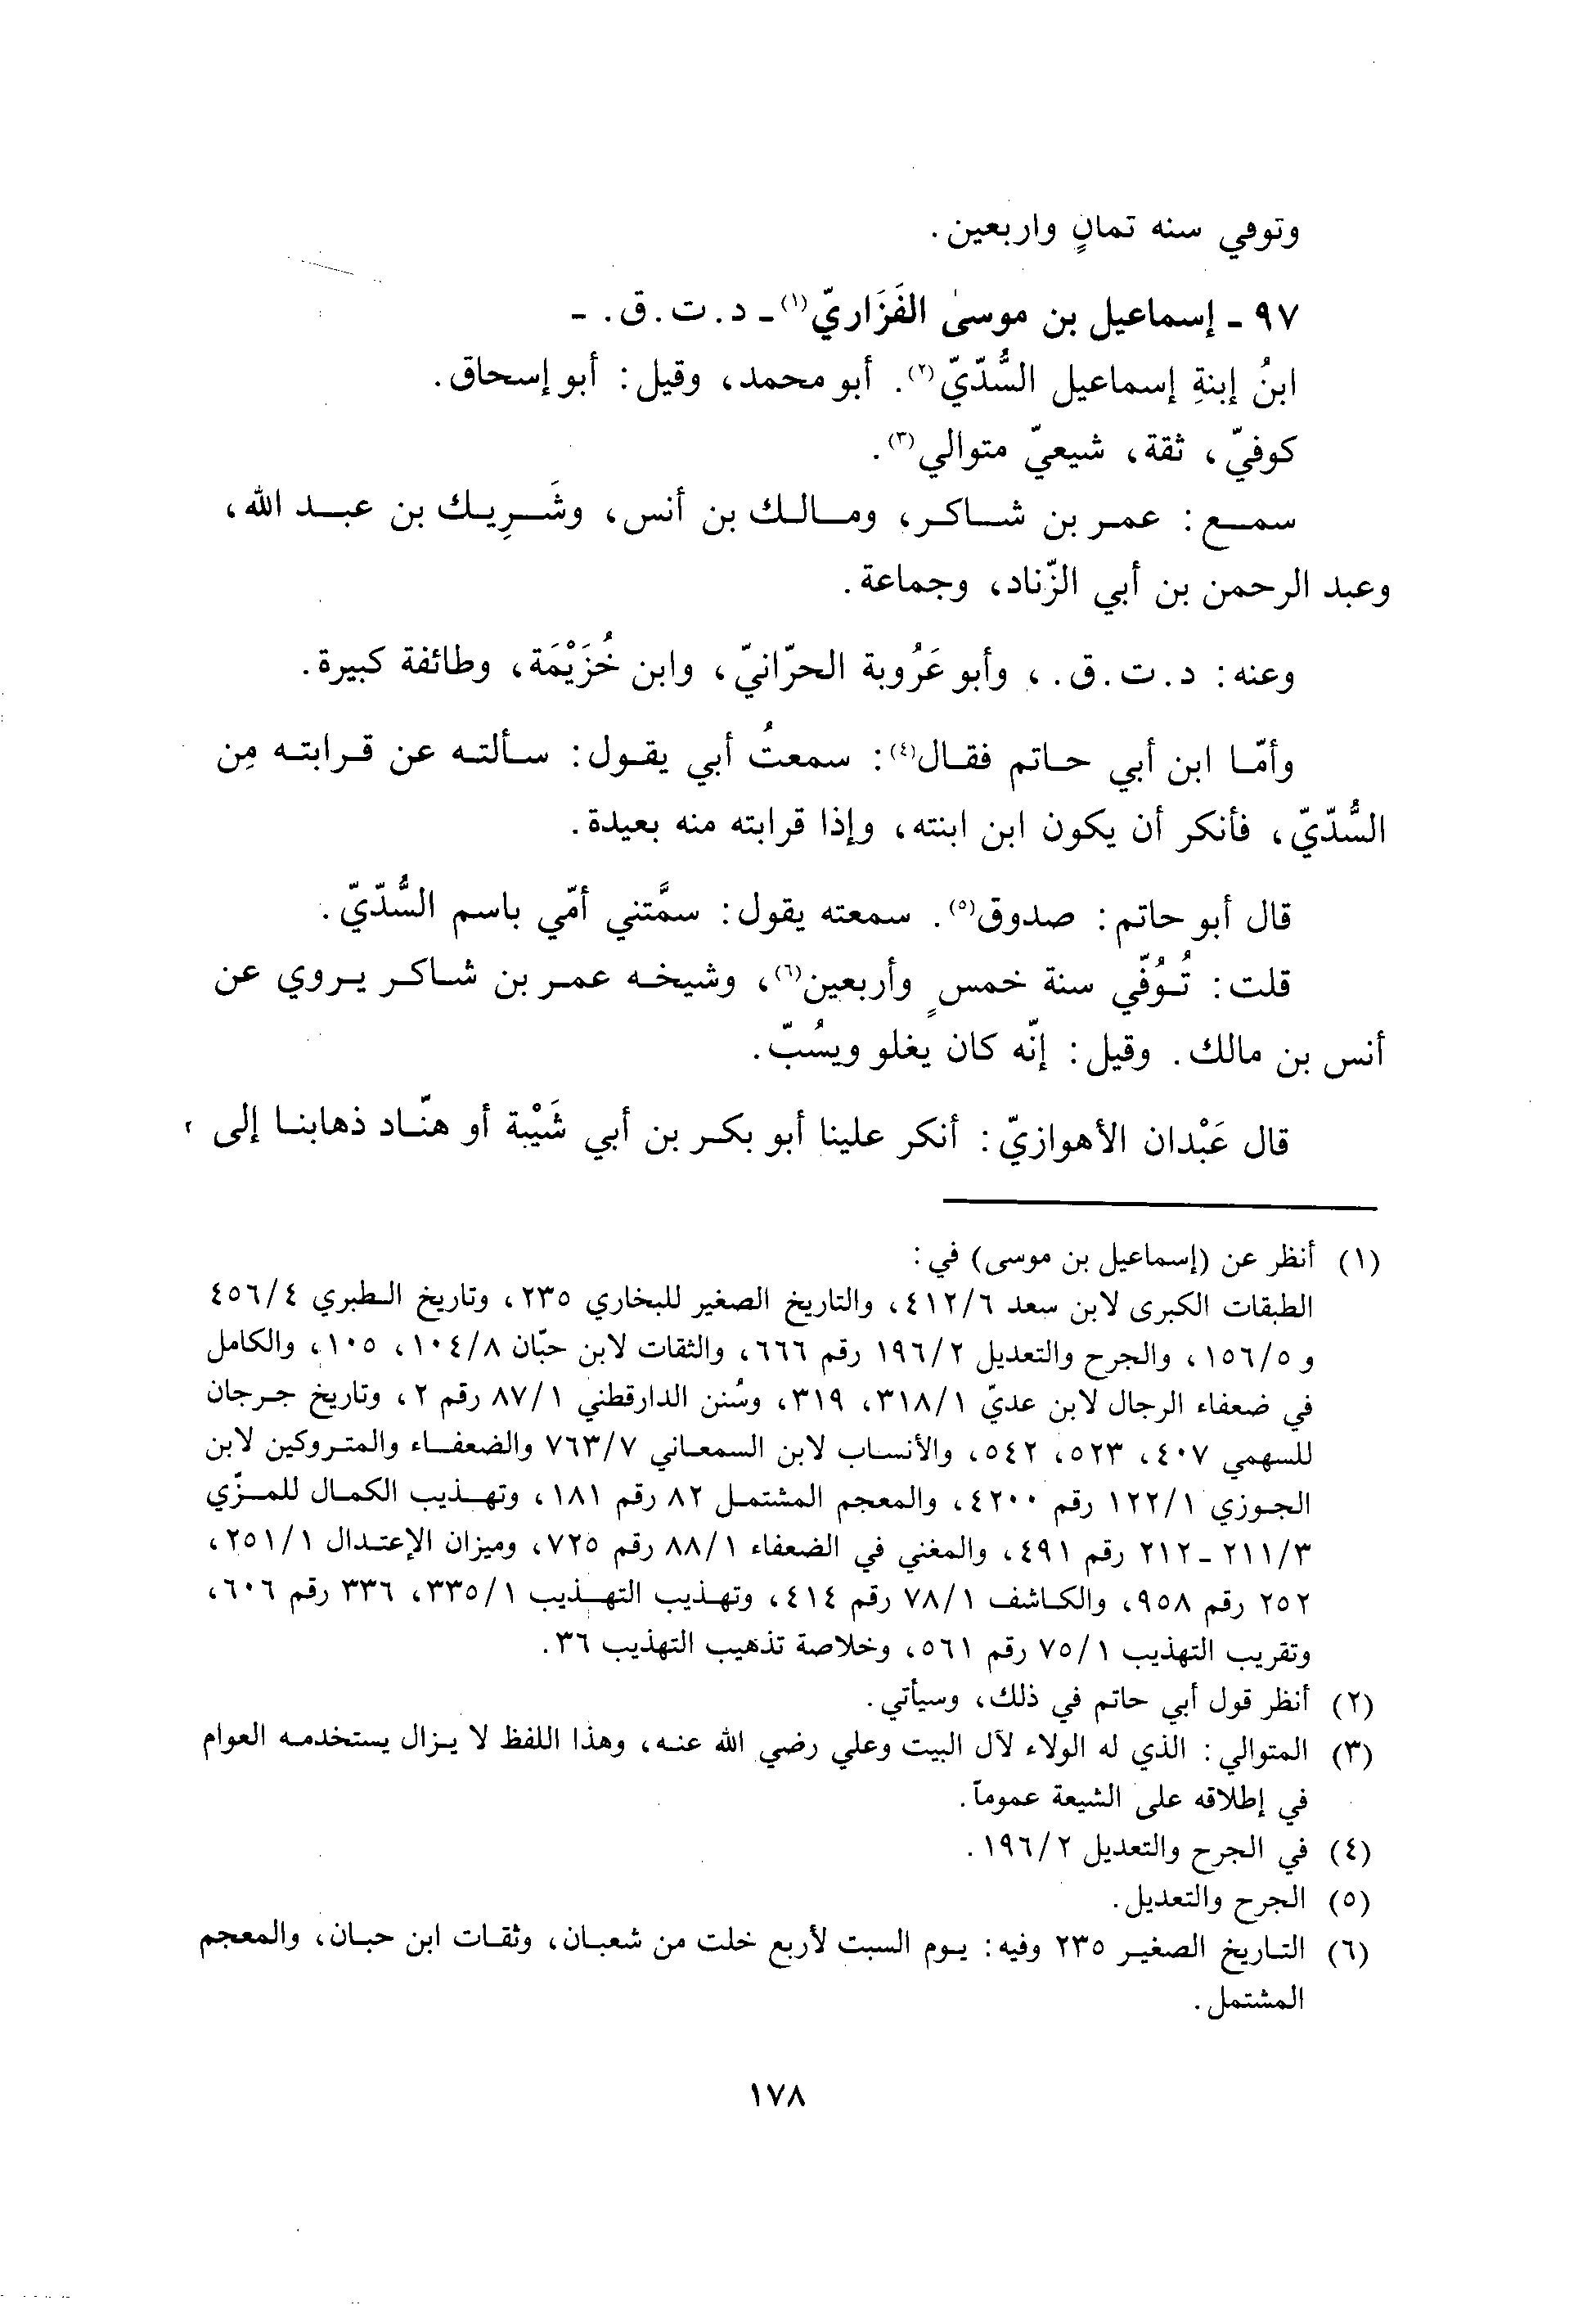 وتوفي سنه ثمانٍ واربعين.
٩٧ - إسماعيل بن موسىٰ الفَزَاريّ(١) - د. ت. ق. -
ابنُ إبنةِ إسماعيل السُّدّيّ(٢). أبو محمد، وقيل: أبو إسحاق.
كوفيّ، ثقة، شيعيّ متوالي(٣).
سمع: عمر بن شاكر، ومالك بن أنس، وشَرِيك بن عبد الله،
وعبد الرحمن بن أبي الزّناد، وجماعة.
وعنه: د. ت. ق. ، وأبو عَرُوبة الحرّانيّ، وابن خُزَيْمَة، وطائفة كبيرة.
وأمّا ابن أبي حاتم فقال(٤): سمعتُ أبي يقول: سألته عن قرابته مِن
السُّدّيّ، فأنكر أن يكون ابن ابنته، وإذا قرابته منه بعيدة.
قال أبو حاتم: صدوق(٥). سمعته يقول: سمَّتني أمّي باسم السُّدّيّ.
قلت: تُوُفّي سنة خمسٍ وأربعين(٦)، وشيخه عمر بن شاكر يروي عن
أنس بن مالك. وقيل: إنّه كان يغلو ويسُبّ.
قال عَبْدان الأهوازيّ: أنكر علينا أبو بكر بن أبي شَيْبة أو هنّاد ذهابنا إلى
(١) أنظر عن (إسماعيل بن موسى) في:
الطبقات الكبرى لابن سعد ٤١٢/٦، والتاريخ الصغير للبخاري ٢٣٥، وتاريخ الطبري ٤٥٦/٤
و ١٥٦/٥، والجرح والتعديل ١٩٦/٢ رقم ٦٦٦، والثقات لابن حبّان ١٠٤/٨، ١٠٥، والكامل
في ضعفاء الرجال لابن عديّ ٣١٨/١، ٣١٩، وسُنن الدارقطني ٨٧/١ رقم ٢، وتاريخ جرجان
للسهمي ٤٠٧، ٥٢٣، ٥٤٢، والأنساب لابن السمعاني ٧٦٣/٧ والضعفاء والمتروكين لابن
الجوزي ١٢٢/١ رقم ٤٢٠٠، والمعجم المشتمل ٨٢ رقم ١٨١، وتهذيب الكمال للمزّي
٢١١/٣ - ٢١٢ رقم ٤٩١، والمغني في الضعفاء ٨٨/١ رقم ٧٢٥، وميزان الإعتدال ٢٥١/١،
٢٥٢ رقم ٩٥٨، والكاشف ٧٨/١ رقم ٤١٤، وتهذيب التهذيب ٣٣٥/١، ٣٣٦ رقم ٦٠٦،
وتقريب التهذيب ٧٥/١ رقم ٥٦١، وخلاصة تذهيب التهذيب ٣٦.
(٢) أنظر قول أبي حاتم في ذلك، وسيأتي.
(٣) المتوالي: الذي له الولاء لآل البيت وعلي رضي الله عنه، وهذا اللفظ لا يزال يستخدمه العوام
في إطلاقه على الشيعة عموماً.
(٤) في الجرح والتعديل ١٩٦/٢.
(٥) الجرح والتعديل.
(٦) التاريخ الصغير ٢٣٥ وفيه: يوم السبت لأربع خلت من شعبان، وثقات ابن حبان، والمعجم
المشتمل.
١٧٨